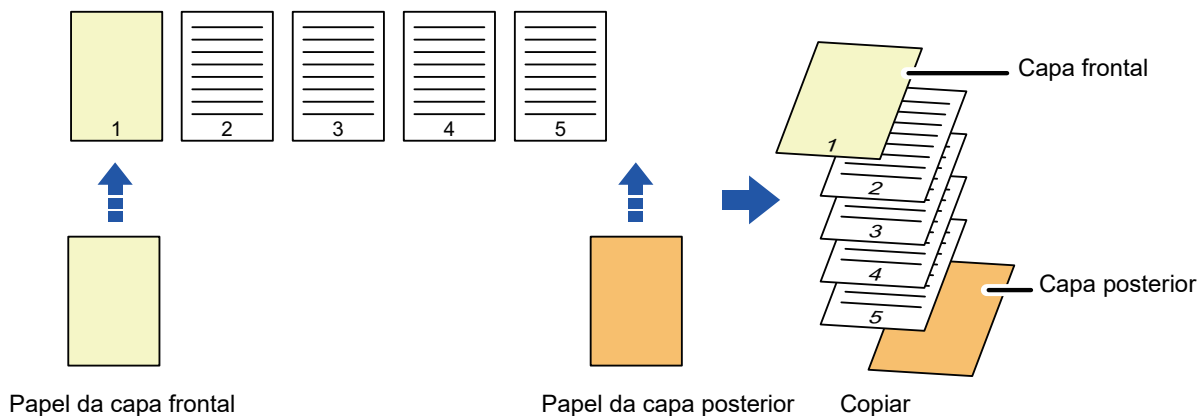 1 2 3 4 5
Papel da capa frontal
Papel da capa posterior
Capa frontal
1
2
3
4
5
Capa posterior
Copiar